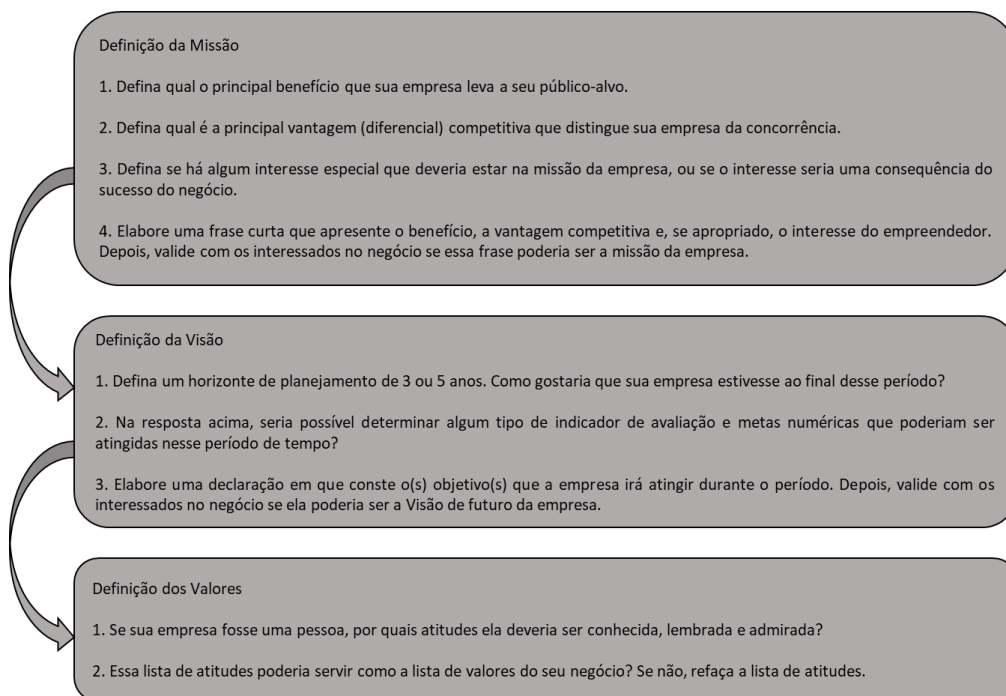 Definição da Missão
1. Defina qual o principal benefício que sua empresa leva a seu público-alvo.
2. Defina qual é a principal vantagem (diferencial) competitiva que distingue sua empresa da concorrência.
3. Defina se há algum interesse especial que deveria estar na missão da empresa, ou se o interesse seria uma consequência do
sucesso do negócio.
4. Elabore uma frase curta que apresente o benefício, a vantagem competitiva e, se apropriado, o interesse do empreendedor.
Depois, valide com os interessados no negócio se essa frase poderia ser a missão da empresa.
Definição da Visão
1. Defina um horizonte de planejamento de 3 ou 5 anos. Como gostaria que sua empresa estivesse ao final desse período?
2. Na resposta acima, seria possível determinar algum tipo de indicador de avaliação e metas numéricas que poderiam ser
atingidas nesse período de tempo?
3. Elabore uma declaração em que conste o(s) objetivo(s) que a empresa irá atingir durante o período. Depois, valide com os
interessados no negócio se ela poderia ser a Visão de futuro da empresa.
Definição dos Valores
1. Se sua empresa fosse uma pessoa, por quais atitudes ela deveria ser conhecida, lembrada e admirada?
2. Essa lista de atitudes poderia servir como a lista de valores do seu negócio? Se não, refaça a lista de atitudes.